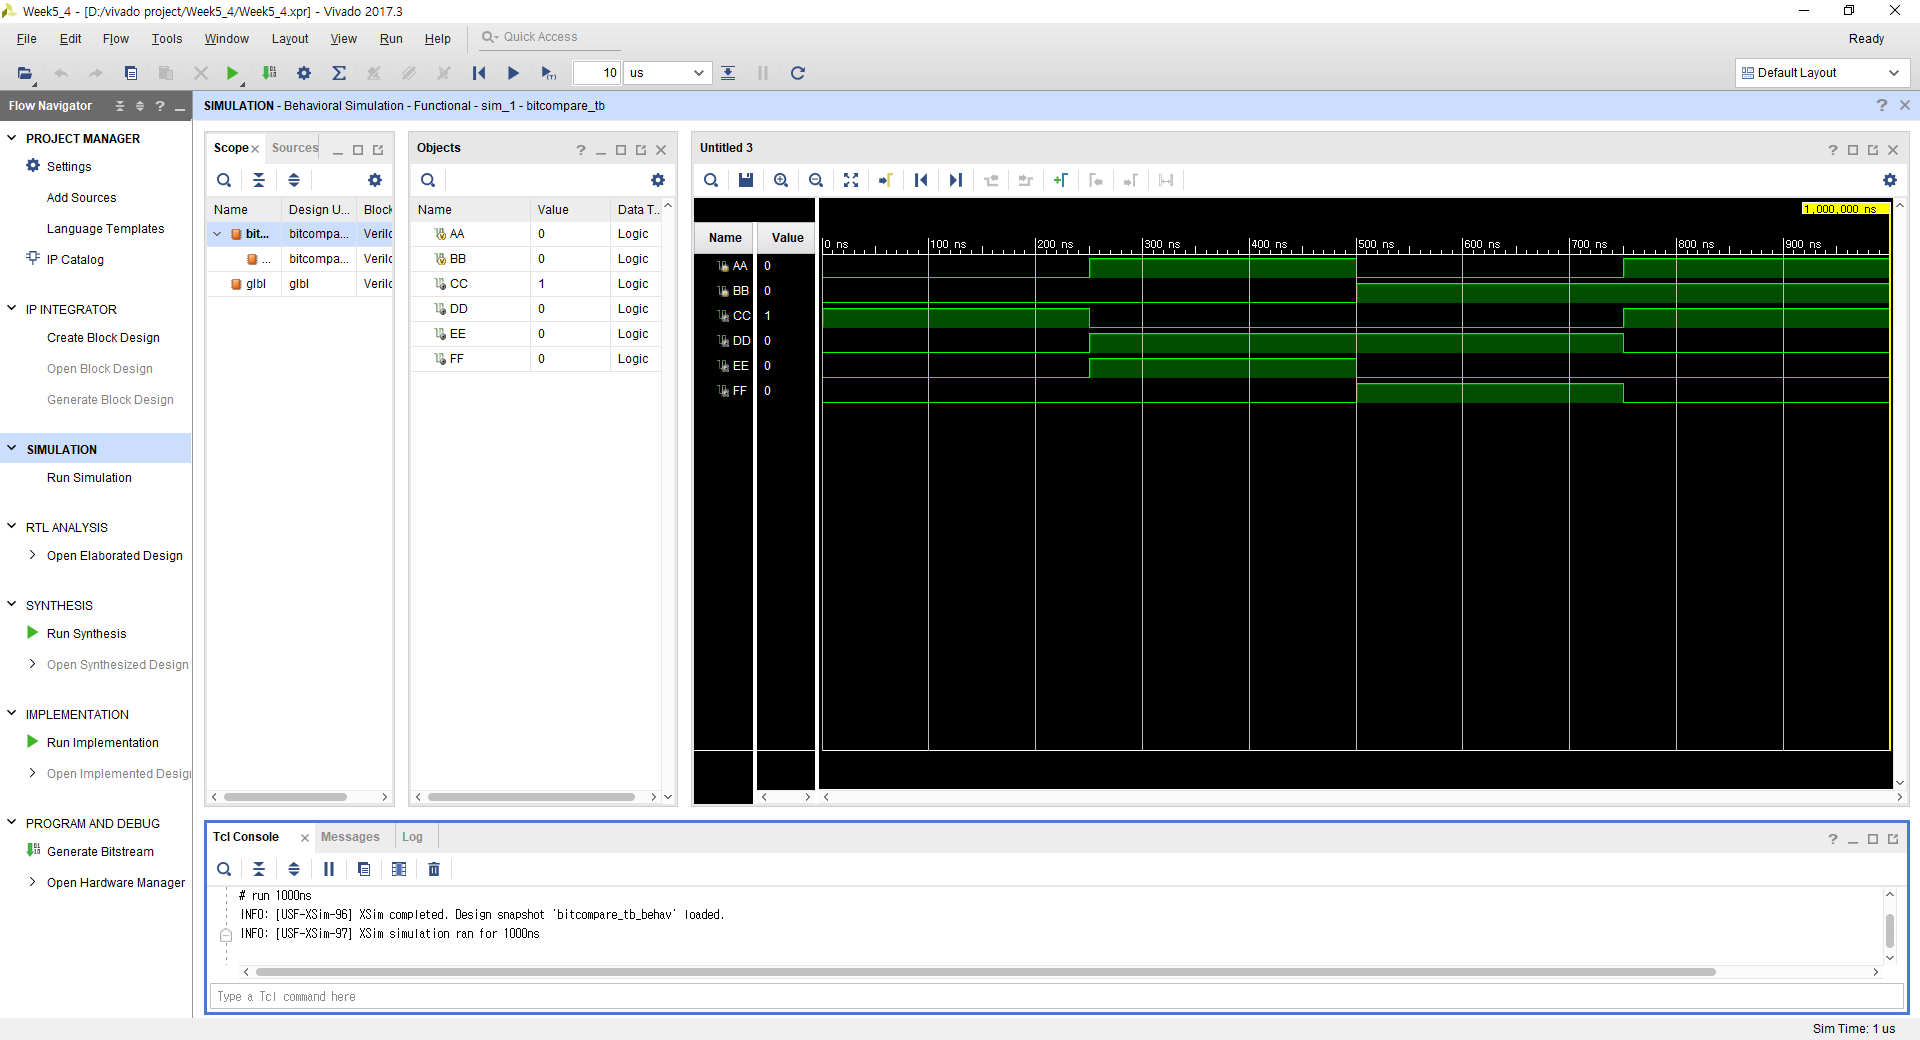 Week5_4 - [D:/vivado project/Week5_4/Week5_4.xpr] - Vivado 2017.3
File Edit Flow Tools Window Layout View Run Help Quick Access
Ready
10 us
Default Layout
Flow Navigator
SIMULATION - Behavioral Simulation - Functional - sim_1 - bitcompare_tb
PROJECT MANAGER
Settings
Add Sources
Language Templates
IP Catalog
IP INTEGRATOR
Create Block Design
Open Block Design
Generate Block Design
SIMULATION
Run Simulation
RTL ANALYSIS
Open Elaborated Design
SYNTHESIS
Run Synthesis
Open Synthesized Design
IMPLEMENTATION
Run Implementation
Open Implemented Desig
PROGRAM AND DEBUG
Generate Bitstream
Open Hardware Manager
Scope Sources
Name Design U... Block
bit... bitcompa... Verilo
... bitcompa... Verilo
glbl glbl Verilo
Objects
Name Value Data T...
AA 0 Logic
BB 0 Logic
CC 1 Logic
DD 0 Logic
EE 0 Logic
FF 0 Logic
Untitled 3
1,000,000 ns
Name Value
0 ns 100 ns 200 ns 300 ns 400 ns 500 ns 600 ns 700 ns 800 ns 900 ns
AA 0
BB 0
CC 1
DD 0
EE 0
FF 0
Tcl Console Messages Log
# run 1000ns
INFO: [USF-XSim-96] XSim completed. Design snapshot 'bitcompare_tb_behav' loaded.
INFO: [USF-XSim-97] XSim simulation ran for 1000ns
Type a Tcl command here
Sim Time: 1 us